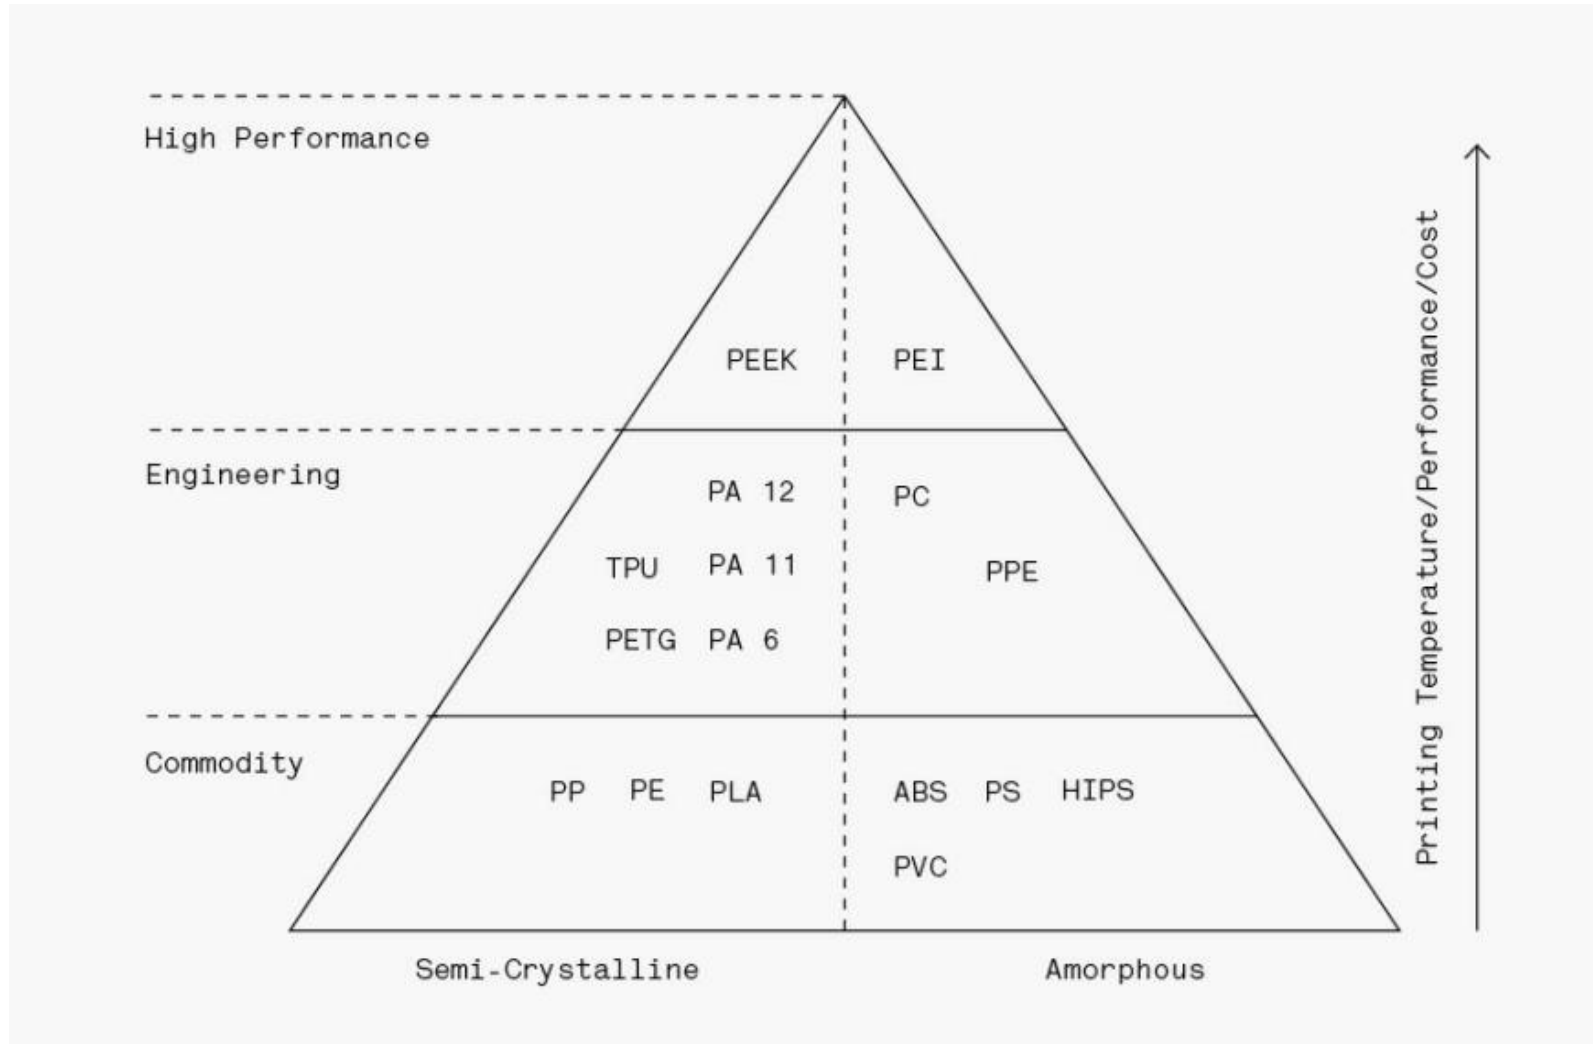 High Performance
PEEK PEI
Engineering
PA 12 PC
TPU PA 11 PPE
PETG PA 6
Commodity
PP PE PLA ABS PS HIPS
PVC
Semi-Crystalline Amorphous
Printing Temperature/Performance/Cost